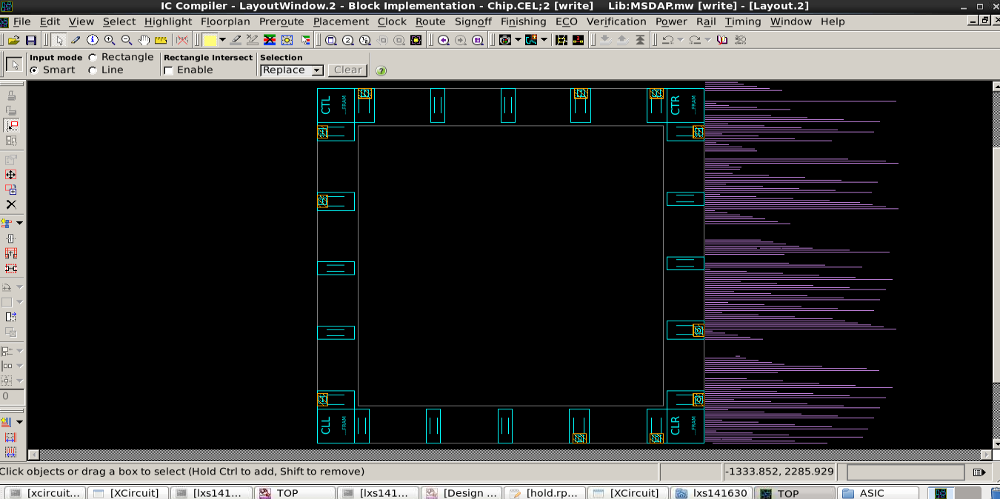 IC Compiler - LayoutWindow.2 - Block Implementation - Chip.CEL;2 [write]    Lib:MSDAP.mw [write] - [Layout.2]
File Edit View Select Highlight Floorplan Preroute Placement Clock Route Signoff Finishing ECO Verification Power Rail Timing Window Help
Input mode Rectangle Rectangle Intersect Selection
Smart Line Enable Replace Clear
CTL _FRAM CTR _FRAM
CLL _FRAM CLR _FRAM
0
Click objects or drag a box to select (Hold Ctrl to add, Shift to remove) -1333.852, 2285.929
[xcircuit... [XCircuit] [lxs141... TOP [lxs141... [Design ... [hold.rp... [XCircuit] lxs141630 TOP ASIC